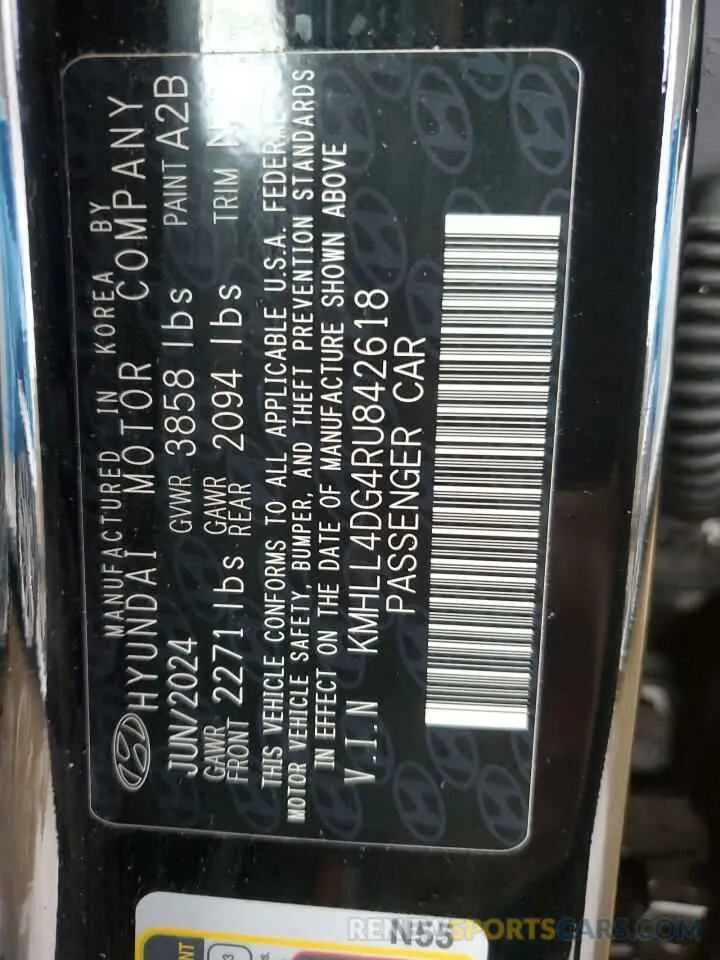 MANUFACTURED IN KOREA BY
HYUNDAI MOTOR COMPANY
JUN/2024 GVWR 3858 lbs PAINT A2B
GAWR FRONT 2271 lbs GAWR REAR 2094 lbs TRIM
THIS VEHICLE CONFORMS TO ALL APPLICABLE U.S.A. FEDERAL
MOTOR VEHICLE SAFETY, BUMPER, AND THEFT PREVENTION STANDARDS
IN EFFECT ON THE DATE OF MANUFACTURE SHOWN ABOVE
V.I.N KMHLL4DG4RU842618
PASSENGER CAR
N55
RENEWSPORTSCARS.COM